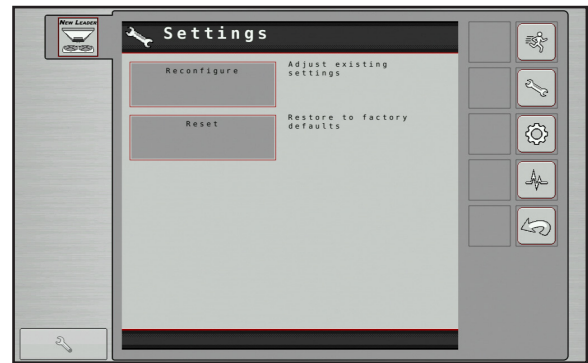 New Leader
Settings
Reconfigure
Adjust existing
settings
Reset
Restore to factory
defaults